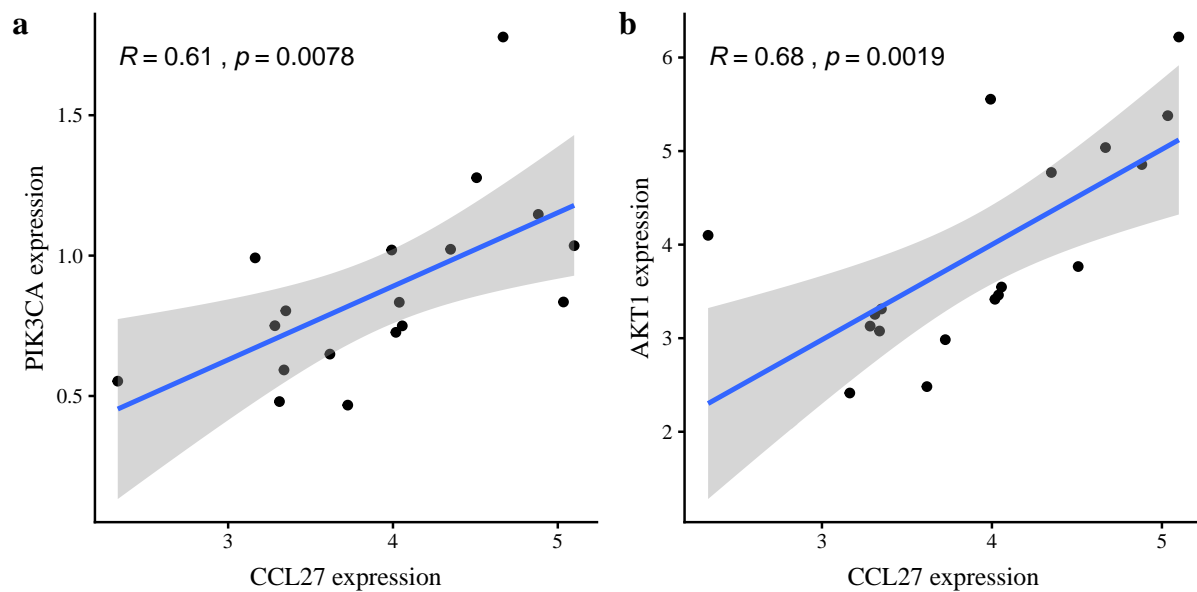 a
R = 0.61 , p = 0.0078
1.5
1.0
0.5
PIK3CA expression
3
4
5
CCL27 expression
b
R = 0.68 , p = 0.0019
6
5
4
3
2
AKT1 expression
3
4
5
CCL27 expression